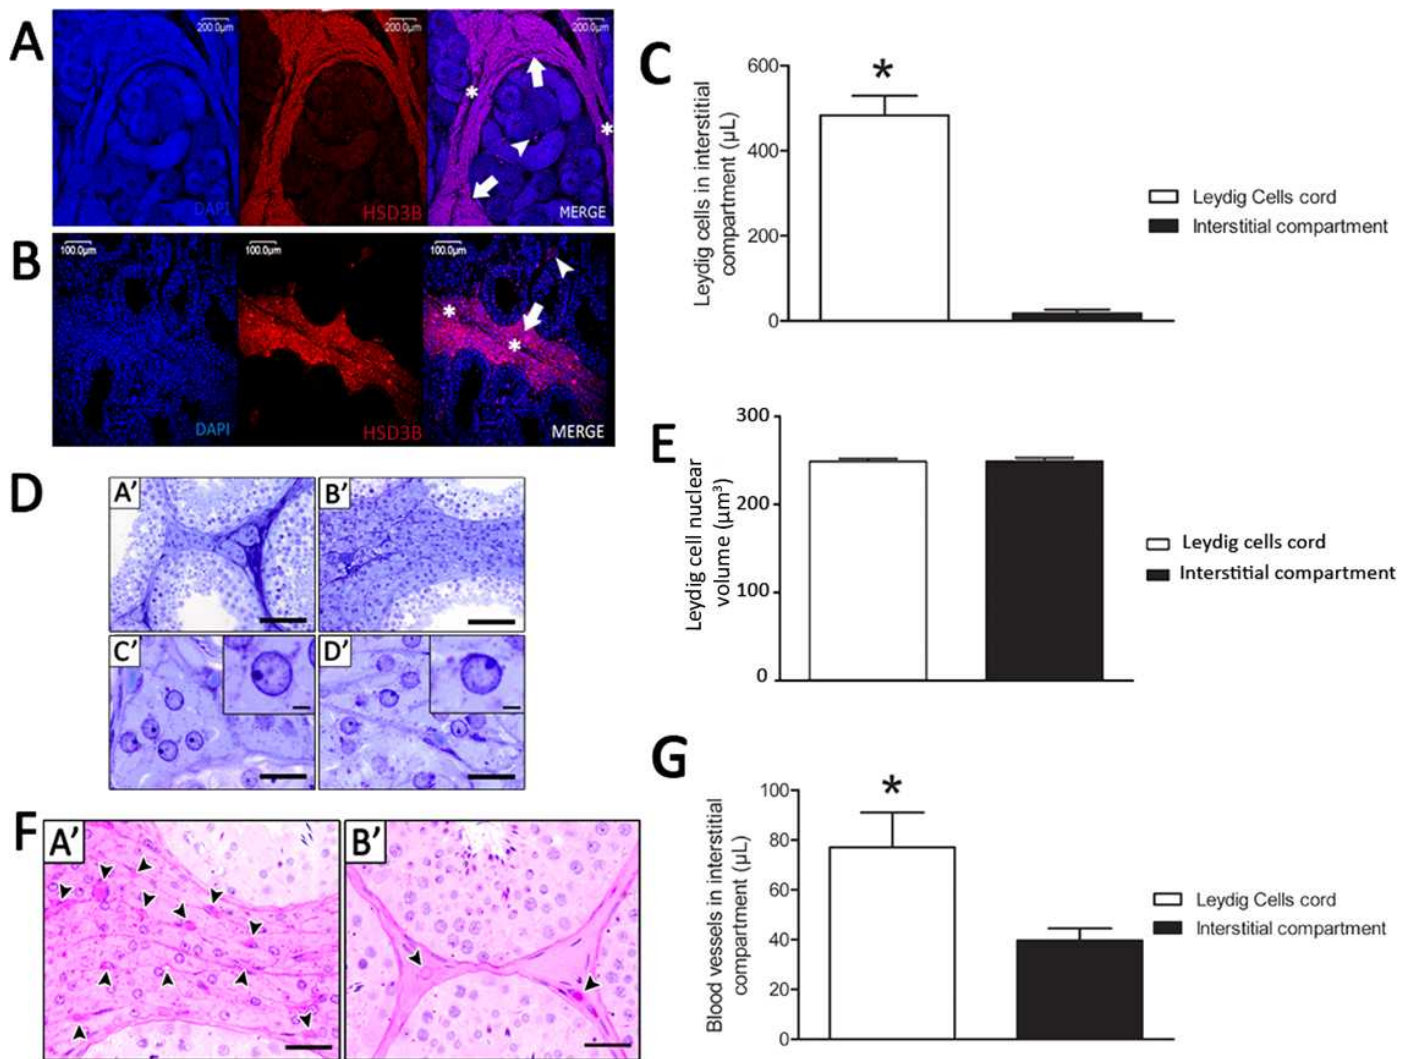 A
200.0µm
200.0µm
200.0µm
DAPI
HSD3B
MERGE
B
100.0µm
100.0µm
100.0µm
DAPI
HSD3B
MERGE
C
Leydig cells in interstitial
compartment (µL)
600
400
200
0
*
Leydig Cells cord
Interstitial compartment
D
A'
B'
C'
D'
E
Leydig cell nuclear
volume (µm³)
300
200
100
0
Leydig cells cord
Interstitial compartment
F
A'
B'
G
Blood vessels in interstitial
compartment (µL)
100
80
60
40
20
0
*
Leydig Cells cord
Interstitial compartment